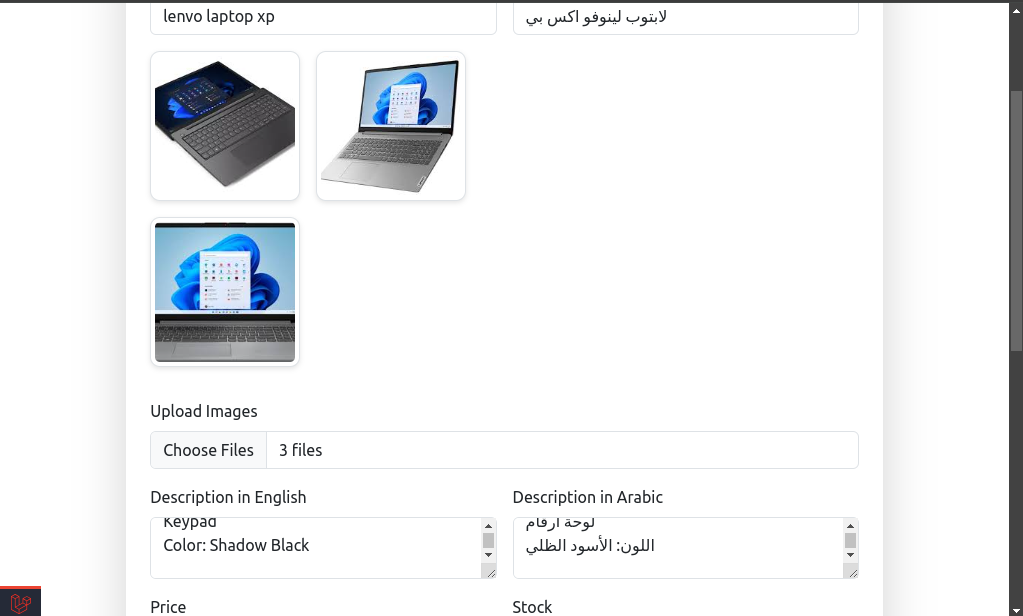 lenvo laptop xp
لابتوب لينوفو اكس بي
Upload Images
Choose Files 3 files
Description in English
Description in Arabic
Keypad
Color: Shadow Black
لوحة أرقام
اللون: الأسود الظلي
Price
Stock